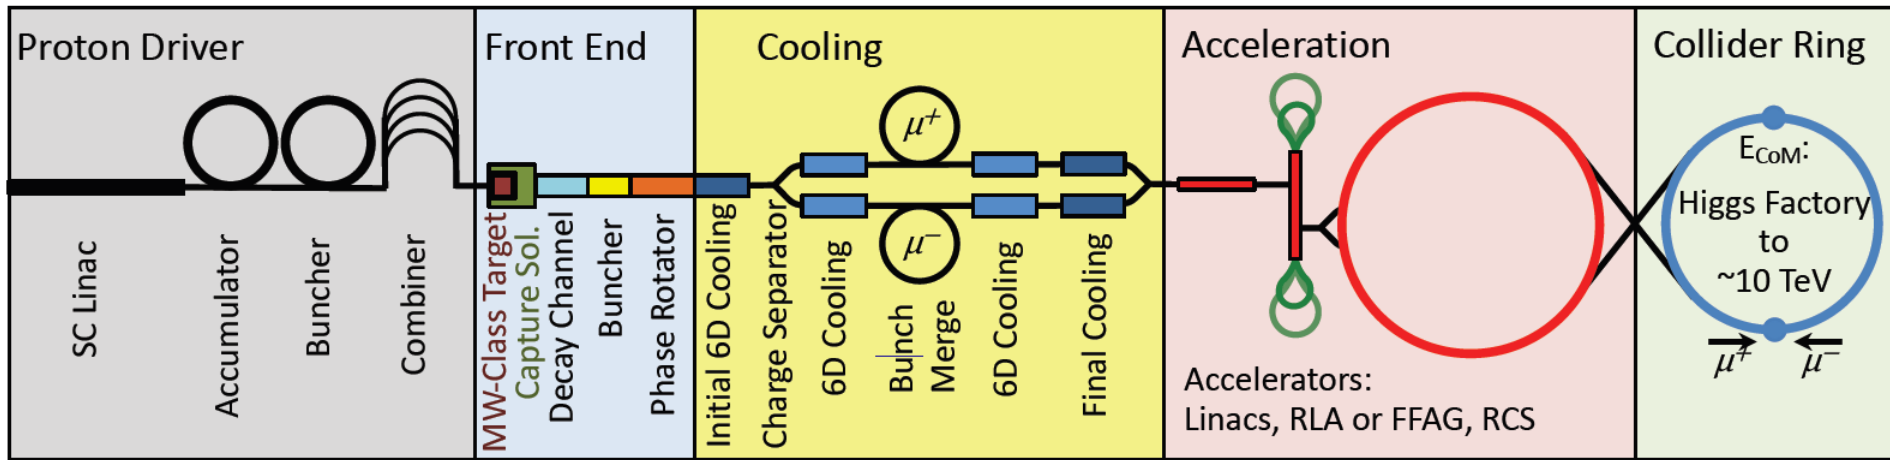 Proton Driver
Front End
Cooling
Acceleration
Collider Ring
SC Linac
Accumulator
Buncher
Combiner
MW-Class Target
Capture Sol.
Decay Channel
Buncher
Phase Rotator
Initial 6D Cooling
Charge Separator
6D Cooling
μ+
μ−
Bunch
Merge
6D Cooling
Final Cooling
Accelerators:
Linacs, RLA or FFAG, RCS
ECoM:
Higgs Factory
to
~10 TeV
μ+
μ−